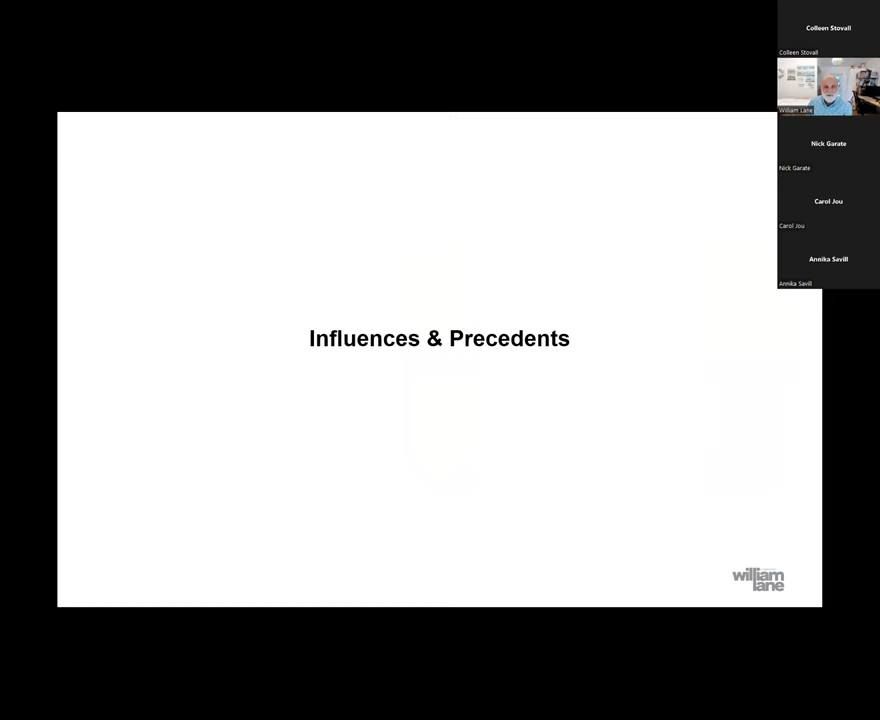 Colleen Stovall
Colleen Stovall
William Lane
Nick Garate
Nick Garate
Carol Jou
Carol Jou
Annika Savill
Annika Savill
Influences & Precedents
william
lane